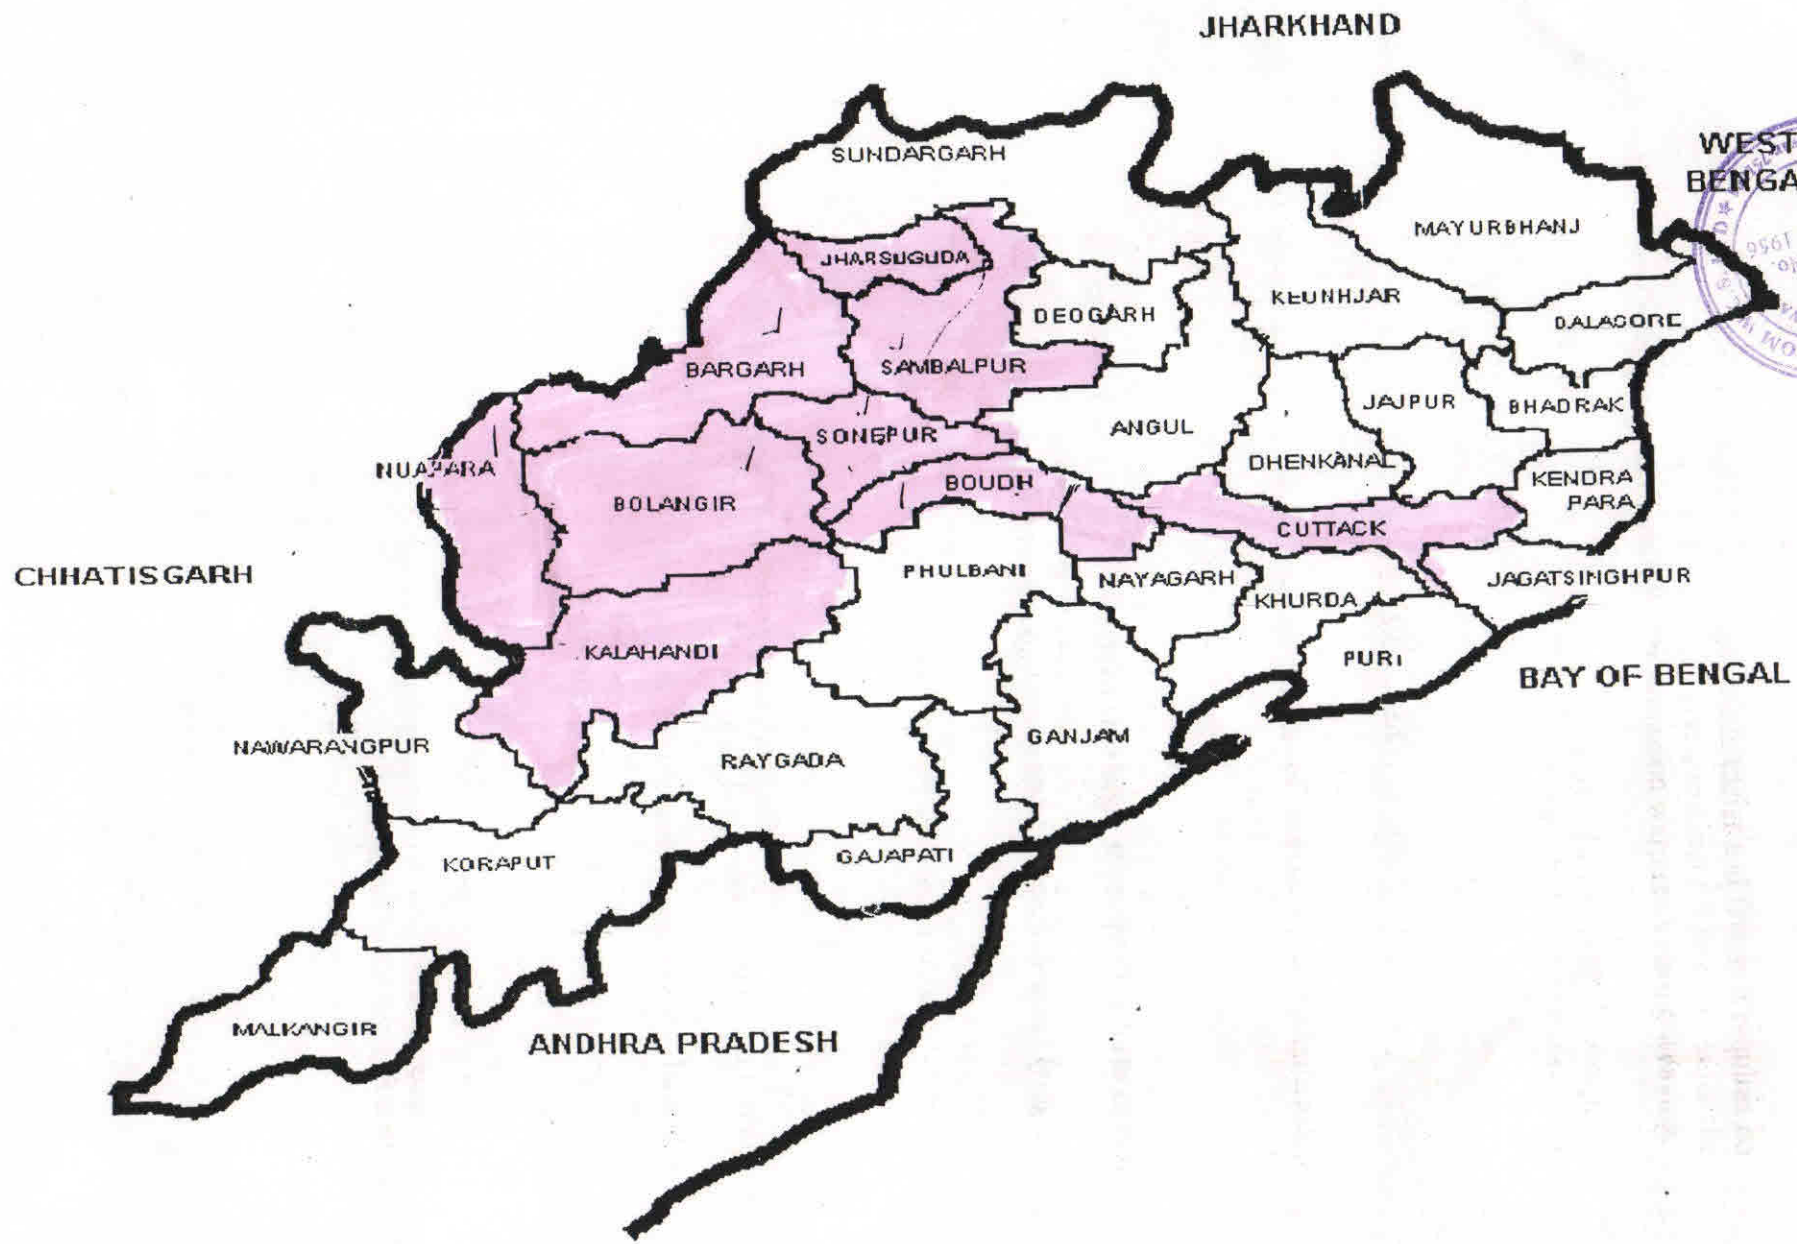 JHARKHAND
WEST
BENGA
SUNDARGARH
MAYURBHANJ
JHARSUGUDA
KEUNHJAR
DEOGARH
BALASORE
BARGARH
SAMBALPUR
JAJPUR
BHADRAK
ANGUL
SONEPUR
DHENKANAL
NUAPARA
BOUDH
KENDRA
PARA
BOLANGIR
CUTTACK
CHHATISGARH
PHULBANI
NAYAGARH
JAGATSINGHPUR
KHURDA
KALAHANDI
PURI
BAY OF BENGAL
NAWARANGPUR
GANJAM
RAYGADA
KORAPUT
GAJAPATI
MALKANGIR
ANDHRA PRADESH
1956